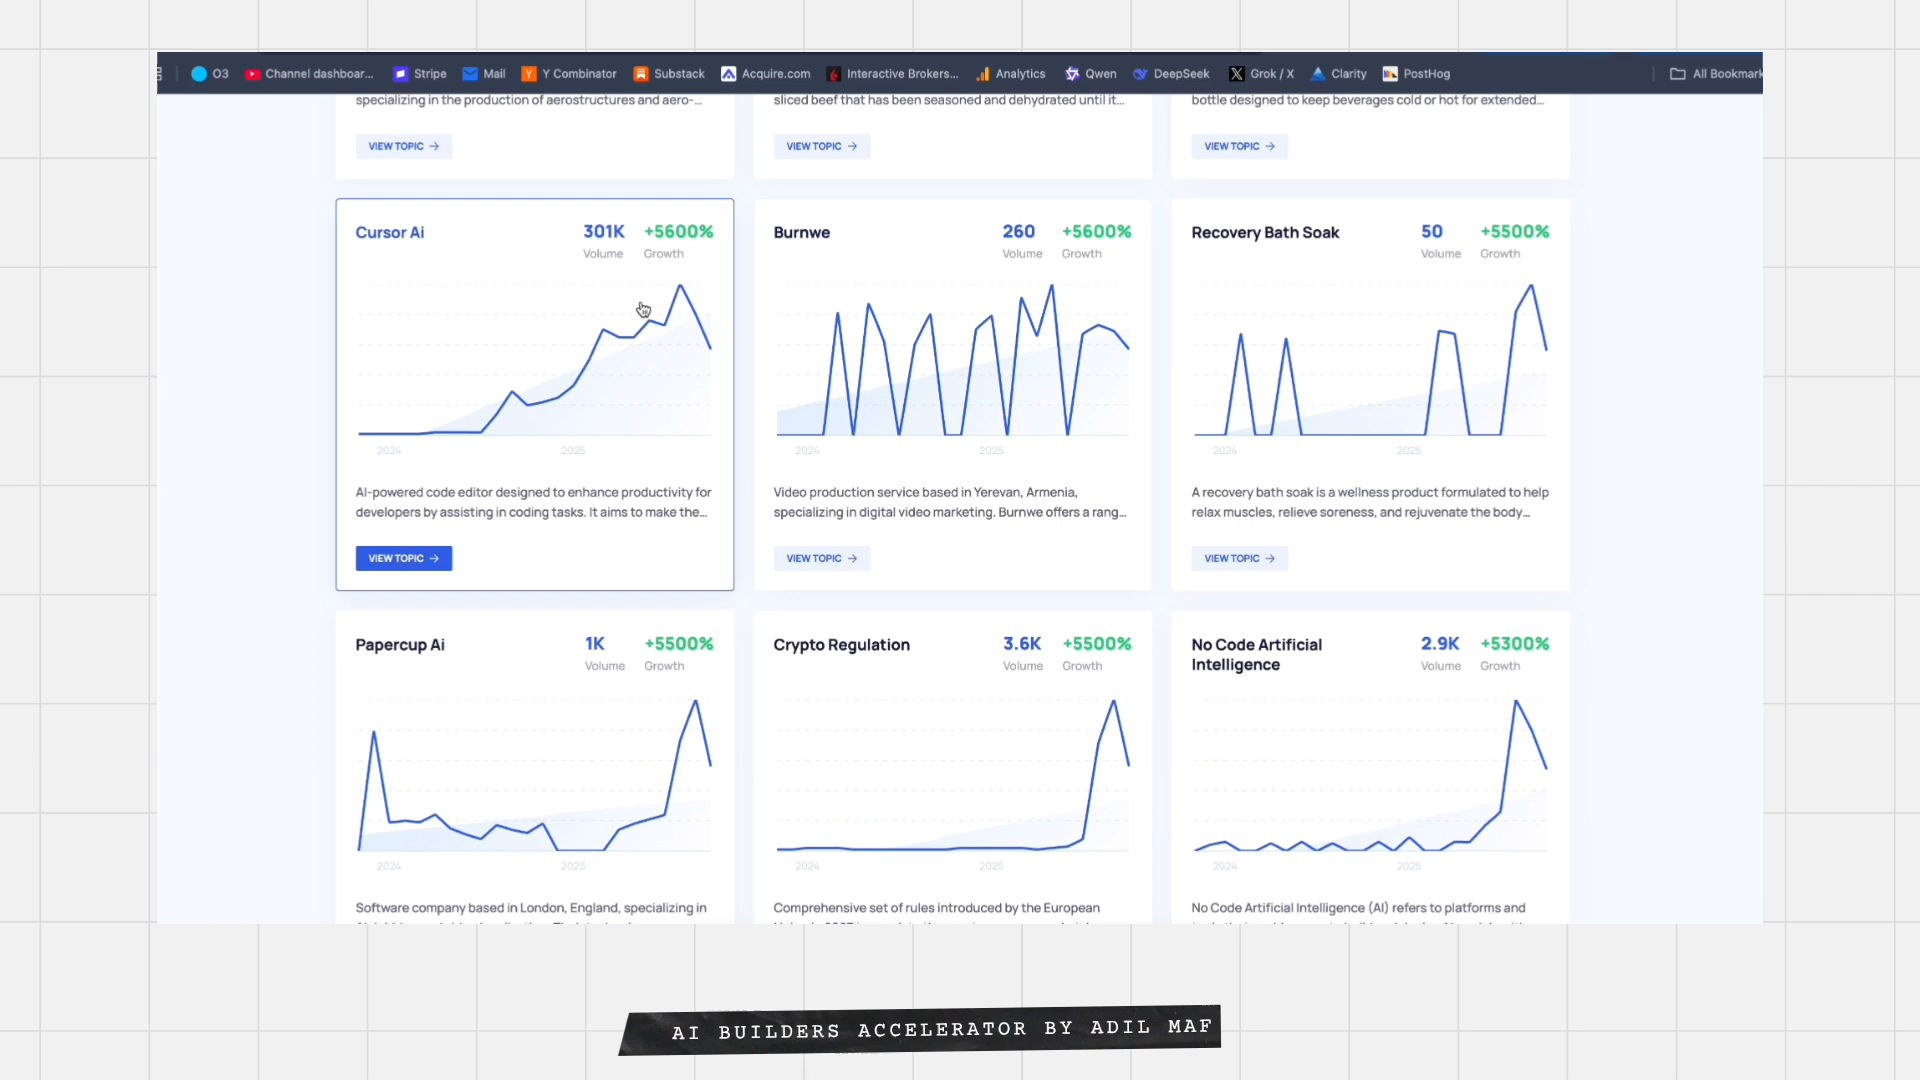 O3 Channel dashboar... Stripe Mail Y Combinator Substack Acquire.com Interactive Brokers... Analytics Qwen DeepSeek Grok / X Clarity PostHog All Bookmark
specializing in the production of aerostructures and aero-...
VIEW TOPIC →
sliced beef that has been seasoned and dehydrated until it...
VIEW TOPIC →
bottle designed to keep beverages cold or hot for extended...
VIEW TOPIC →
Cursor Ai
301K +5600%
Volume Growth
2024 2025
AI-powered code editor designed to enhance productivity for
developers by assisting in coding tasks. It aims to make the...
VIEW TOPIC →
Burnwe
260 +5600%
Volume Growth
2024 2025
Video production service based in Yerevan, Armenia,
specializing in digital video marketing. Burnwe offers a rang...
VIEW TOPIC →
Recovery Bath Soak
50 +5500%
Volume Growth
2024 2025
A recovery bath soak is a wellness product formulated to help
relax muscles, relieve soreness, and rejuvenate the body...
VIEW TOPIC →
Papercup Ai
1K +5500%
Volume Growth
2024 2025
Software company based in London, England, specializing in
Crypto Regulation
3.6K +5500%
Volume Growth
2024 2025
Comprehensive set of rules introduced by the European
No Code Artificial
Intelligence
2.9K +5300%
Volume Growth
2024 2025
No Code Artificial Intelligence (AI) refers to platforms and
AI BUILDERS ACCELERATOR BY ADIL MAF